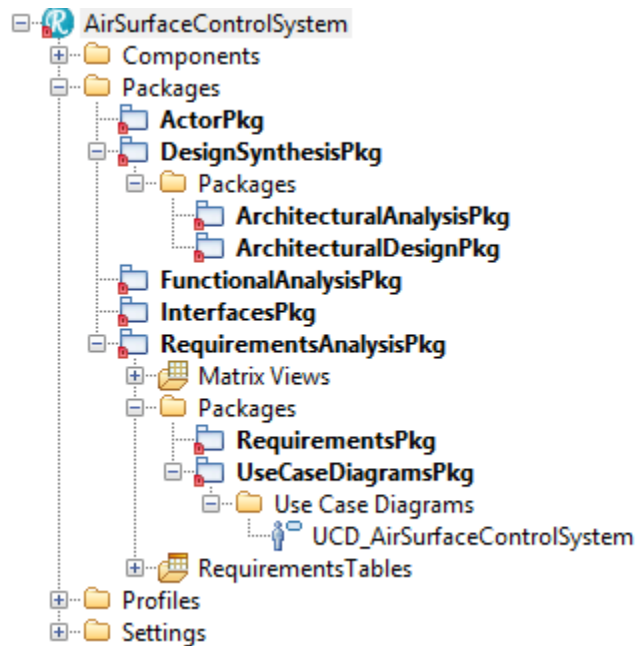 AirSurfaceControlSystem
Components
Packages
ActorPkg
DesignSynthesisPkg
Packages
ArchitecturalAnalysisPkg
ArchitecturalDesignPkg
FunctionalAnalysisPkg
InterfacesPkg
RequirementsAnalysisPkg
Matrix Views
Packages
RequirementsPkg
UseCaseDiagramsPkg
Use Case Diagrams
UCD_AirSurfaceControlSystem
RequirementsTables
Profiles
Settings